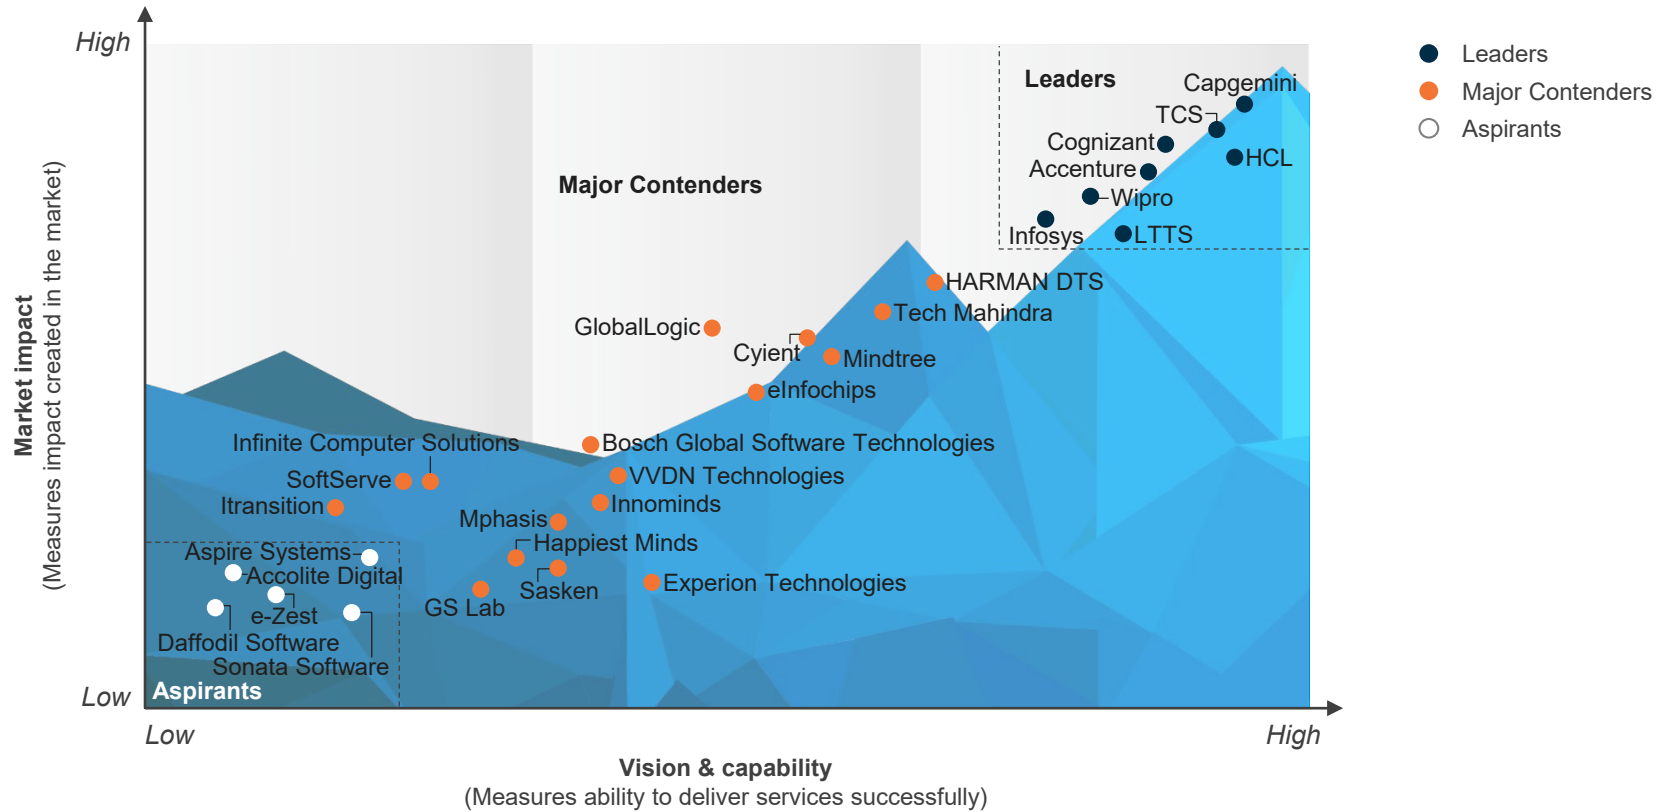 High
Leaders
Major Contenders
Aspirants
Leaders
Capgemini
TCS
Cognizant
HCL
Accenture
Major Contenders
Wipro
Infosys
LTTS
HARMAN DTS
Tech Mahindra
GlobalLogic
Cyient
Mindtree
eInfochips
Infinite Computer Solutions
Bosch Global Software Technologies
SoftServe
VVDN Technologies
Itransition
Innominds
Mphasis
Happiest Minds
Aspire Systems
Accolite Digital
Sasken
Experion Technologies
GS Lab
e-Zest
Daffodil Software
Sonata Software
Aspirants
Market impact
(Measures impact created in the market)
Low
Low
High
Vision & capability
(Measures ability to deliver services successfully)